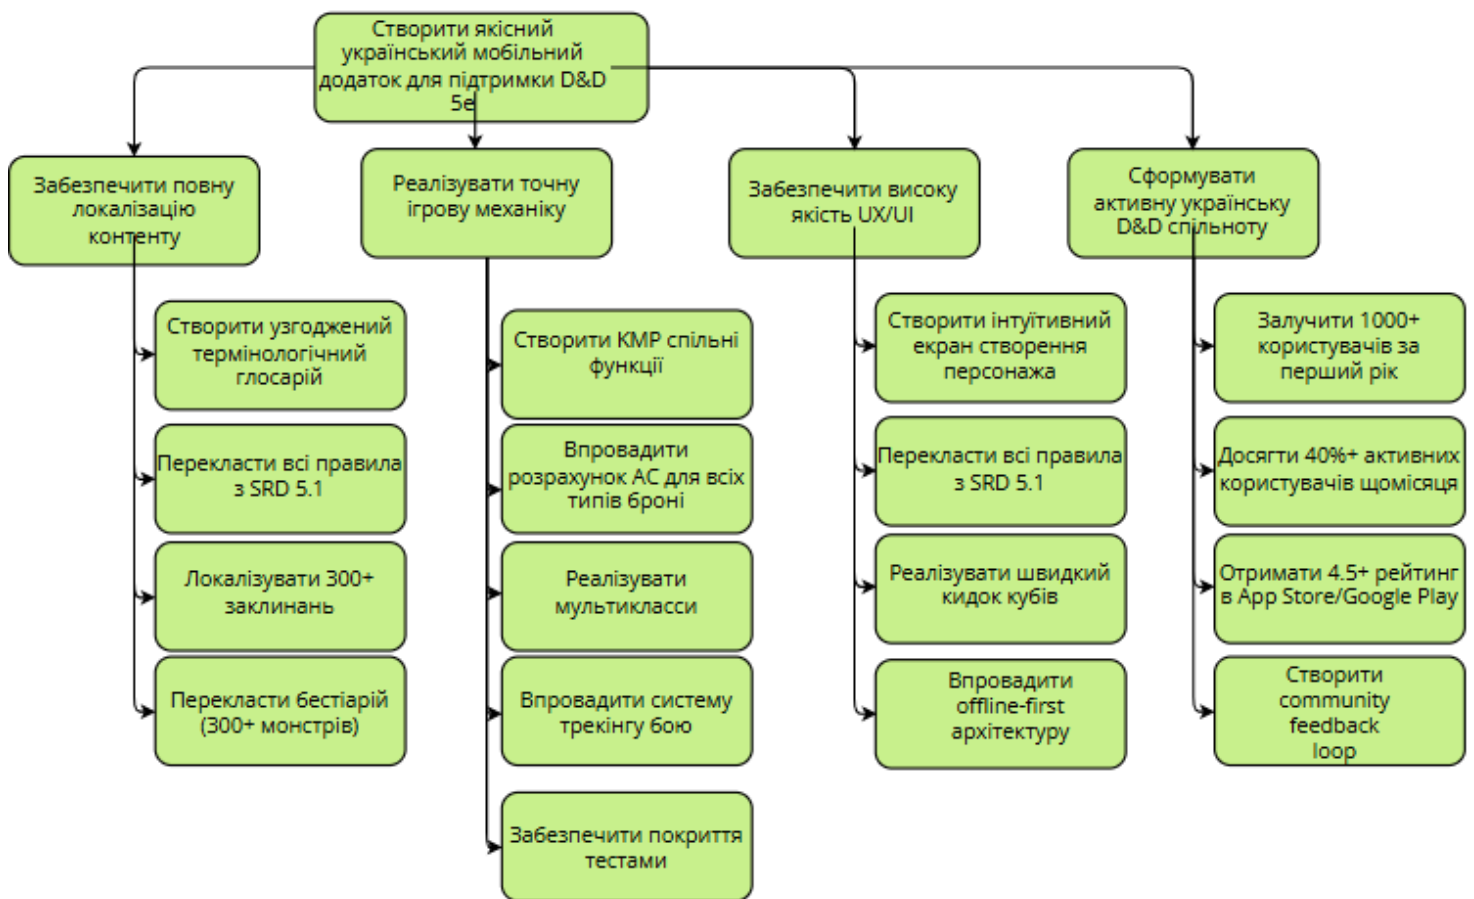 Створити якісний
український мобільний
додаток для підтримки D&D
5e
Забезпечити повну
локалізацію
контенту
Реалізувати точну
ігрову механіку
Забезпечити високу
якість UX/UI
Сформувати
активну українську
D&D спільноту
Створити узгоджений
термінологічний
глосарій
Перекласти всі правила
з SRD 5.1
Локалізувати 300+
заклинань
Перекласти бестіарій
(300+ монстрів)
Створити KMP спільні
функції
Впровадити
розрахунок AC для всіх
типів броні
Реалізувати
мультикласси
Впровадити систему
трекінгу бою
Забезпечити покриття
тестами
Створити інтуїтивний
екран створення
персонажа
Перекласти всі правила
з SRD 5.1
Реалізувати швидкий
кидок кубів
Впровадити
offline-first
архітектуру
Залучити 1000+
користувачів за
перший рік
Досягти 40%+ активних
користувачів щомісяця
Отримати 4.5+ рейтинг
в App Store/Google Play
Створити
community
feedback
loop